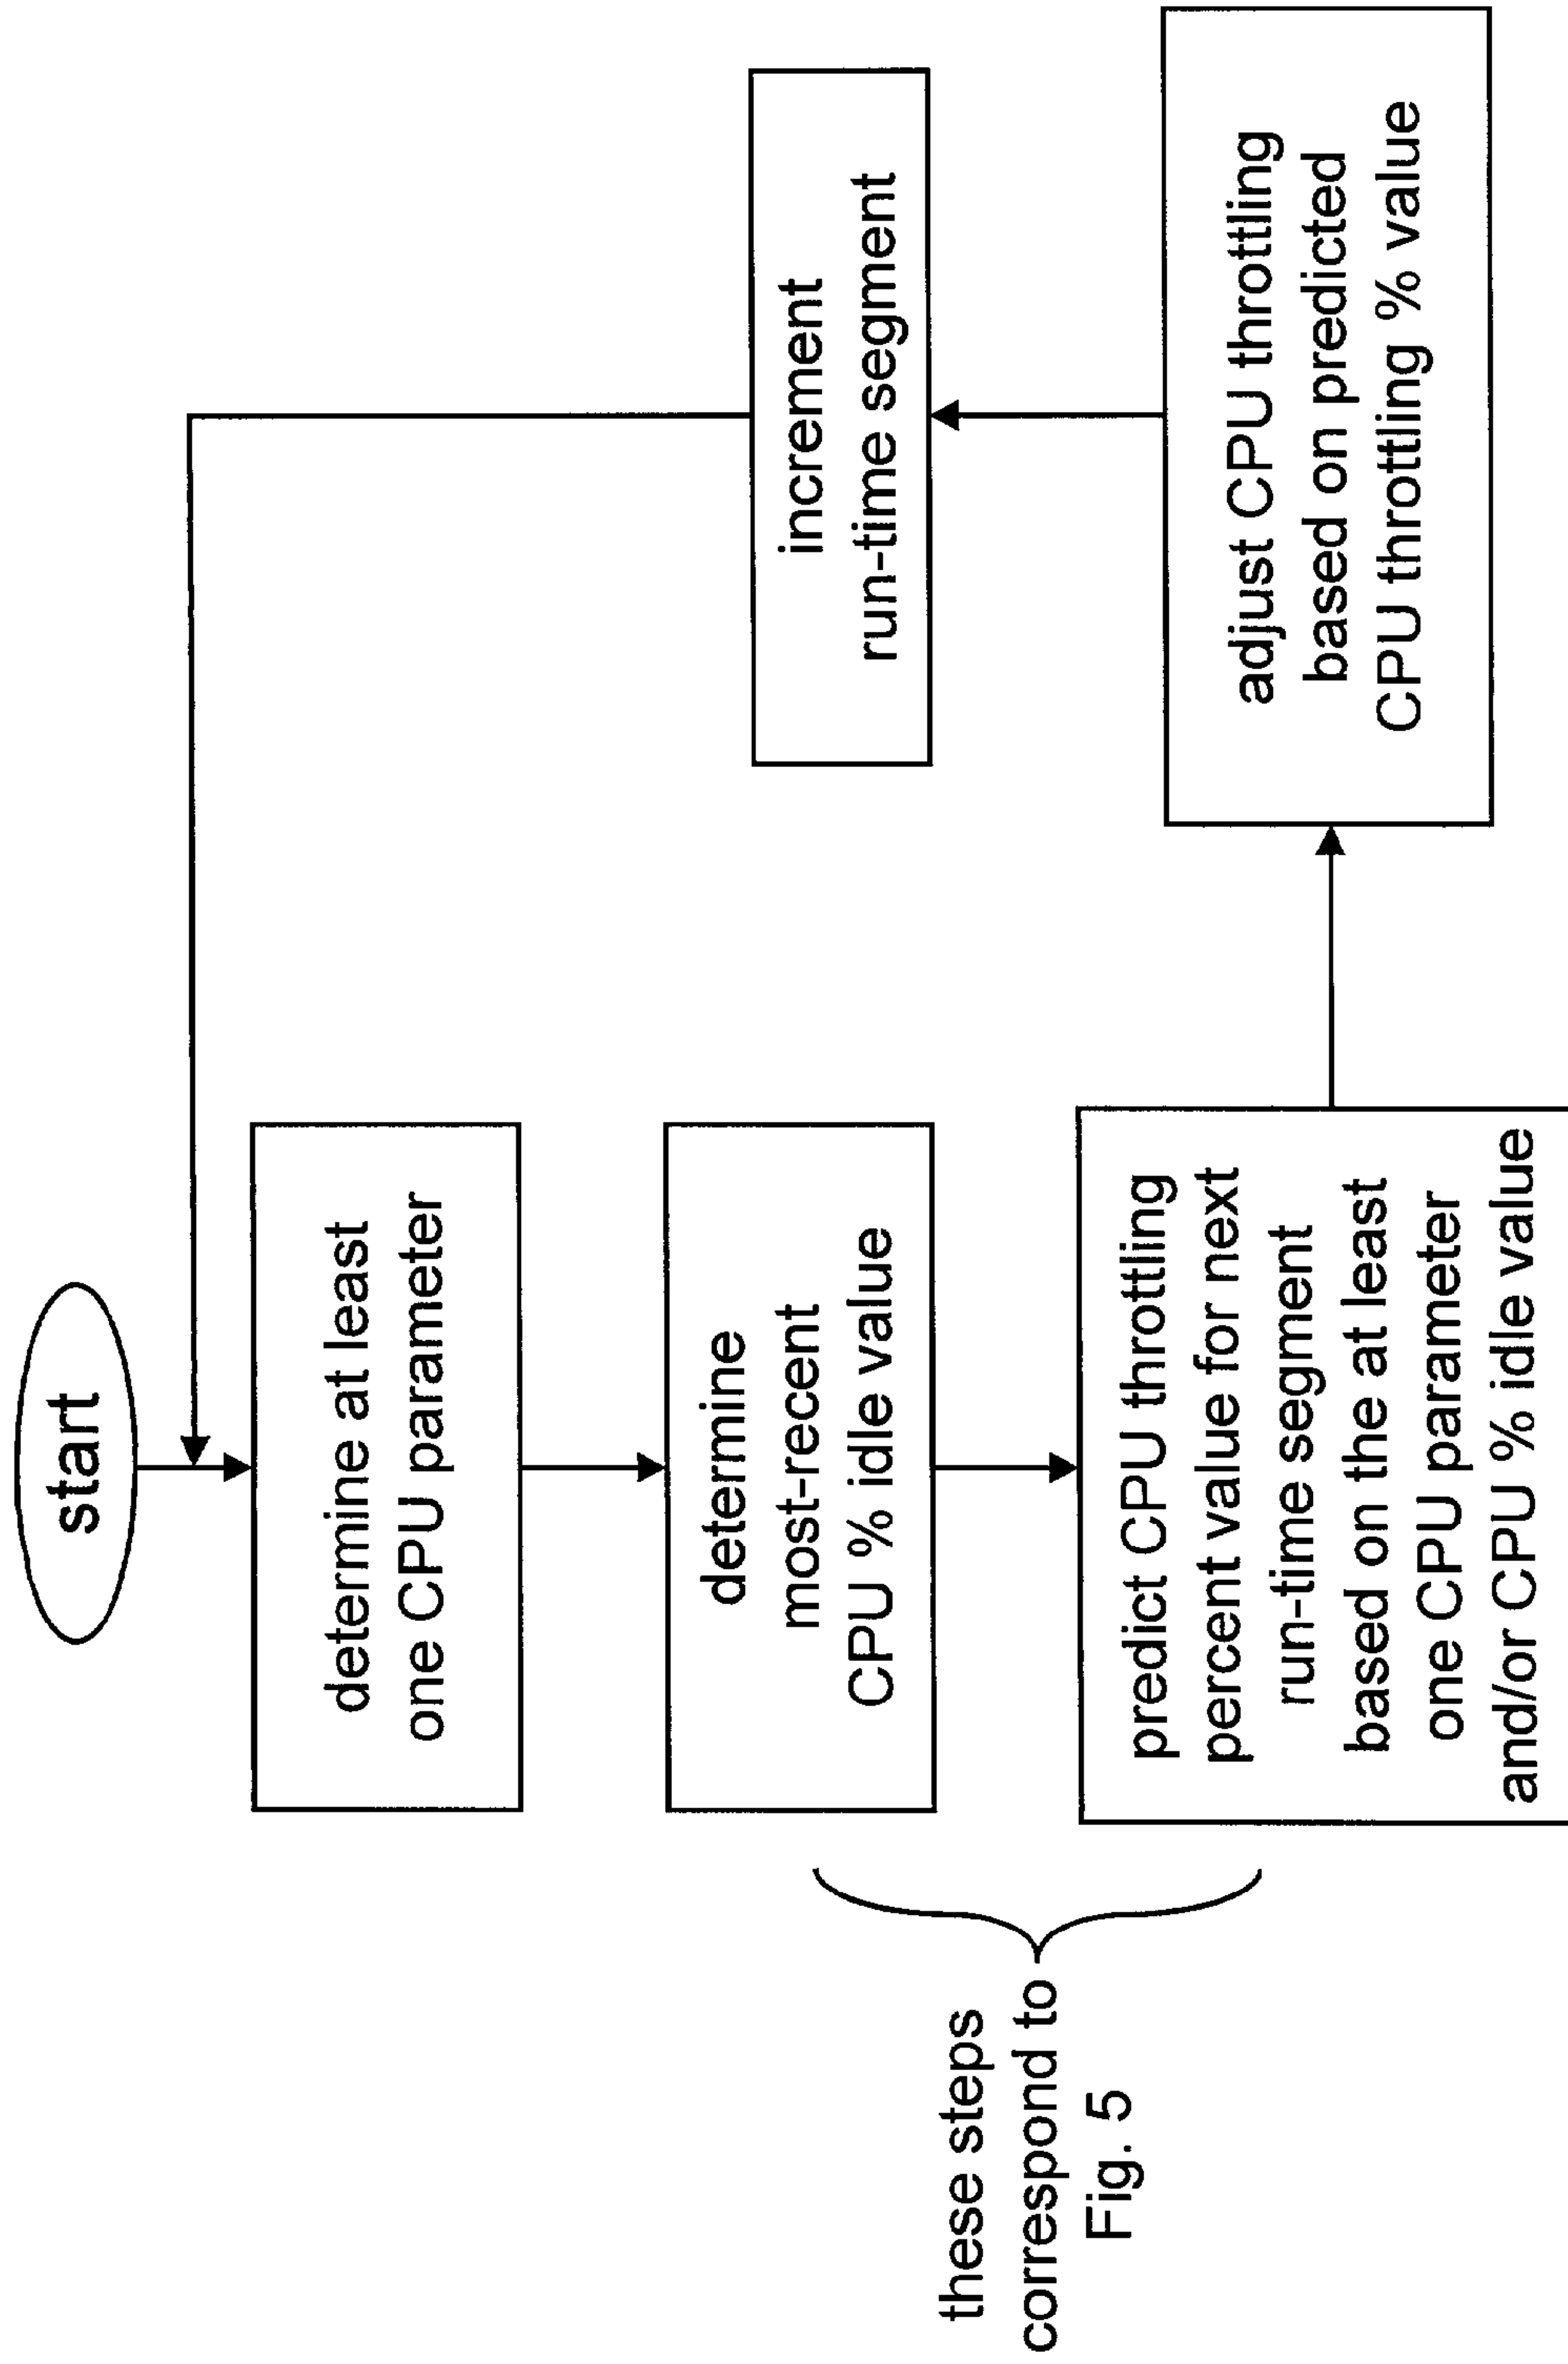 start
determine at least
one CPU parameter
determine
most-recent
CPU % idle value
predict CPU throttling
percent value for next
run-time segment
based on the at least
one CPU parameter
and/or CPU % idle value
these steps
correspond to
Fig. 5
adjust CPU throttling
based on predicted
CPU throttling % value
increment
run-time segment